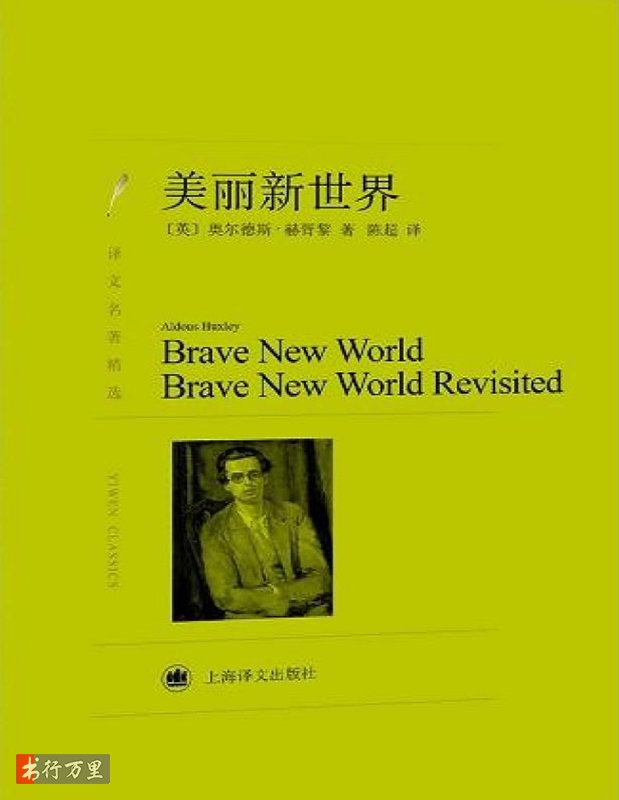 美丽新世界
〔英〕奥尔德斯·赫胥黎 著 陈超 译
译文名著精选
Aldous Huxley
Brave New World
Brave New World Revisited
YIWEN CLASSICS
上海译文出版社
书行万里